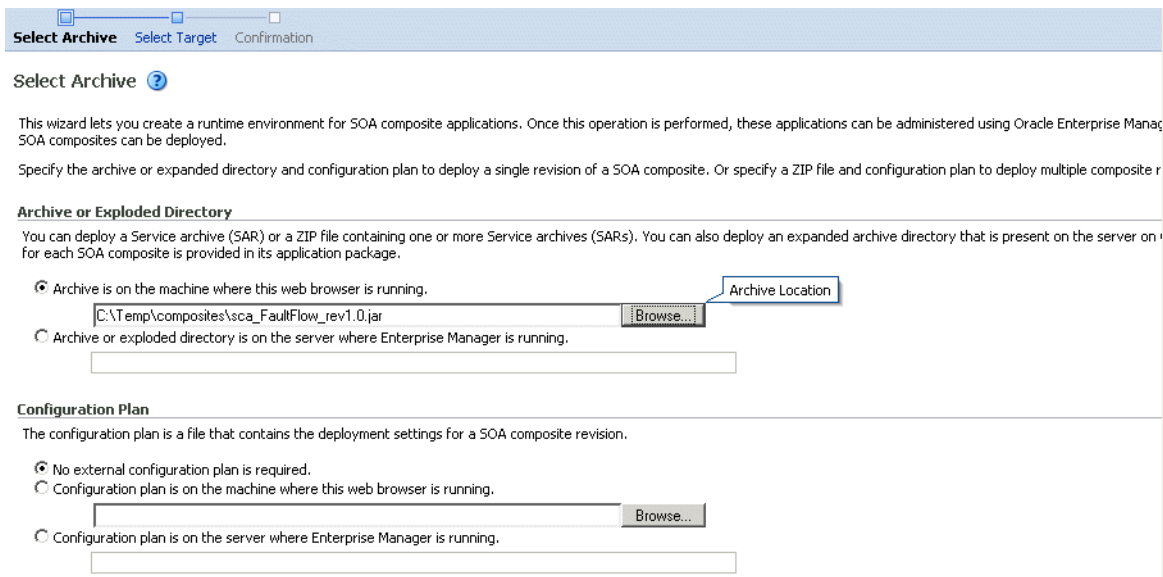 Select Archive Select Target Confirmation
Select Archive ?
This wizard lets you create a runtime environment for SOA composite applications. Once this operation is performed, these applications can be administered using Oracle Enterprise Manag
SOA composites can be deployed.
Specify the archive or expanded directory and configuration plan to deploy a single revision of a SOA composite. Or specify a ZIP file and configuration plan to deploy multiple composite r
Archive or Exploded Directory
You can deploy a Service archive (SAR) or a ZIP file containing one or more Service archives (SARs). You can also deploy an expanded archive directory that is present on the server on
for each SOA composite is provided in its application package.
Archive is on the machine where this web browser is running.
Archive Location
C:\Temp\composites\sca_FaultFlow_rev1.0.jar Browse...
Archive or exploded directory is on the server where Enterprise Manager is running.
Configuration Plan
The configuration plan is a file that contains the deployment settings for a SOA composite revision.
No external configuration plan is required.
Configuration plan is on the machine where this web browser is running.
Browse...
Configuration plan is on the server where Enterprise Manager is running.